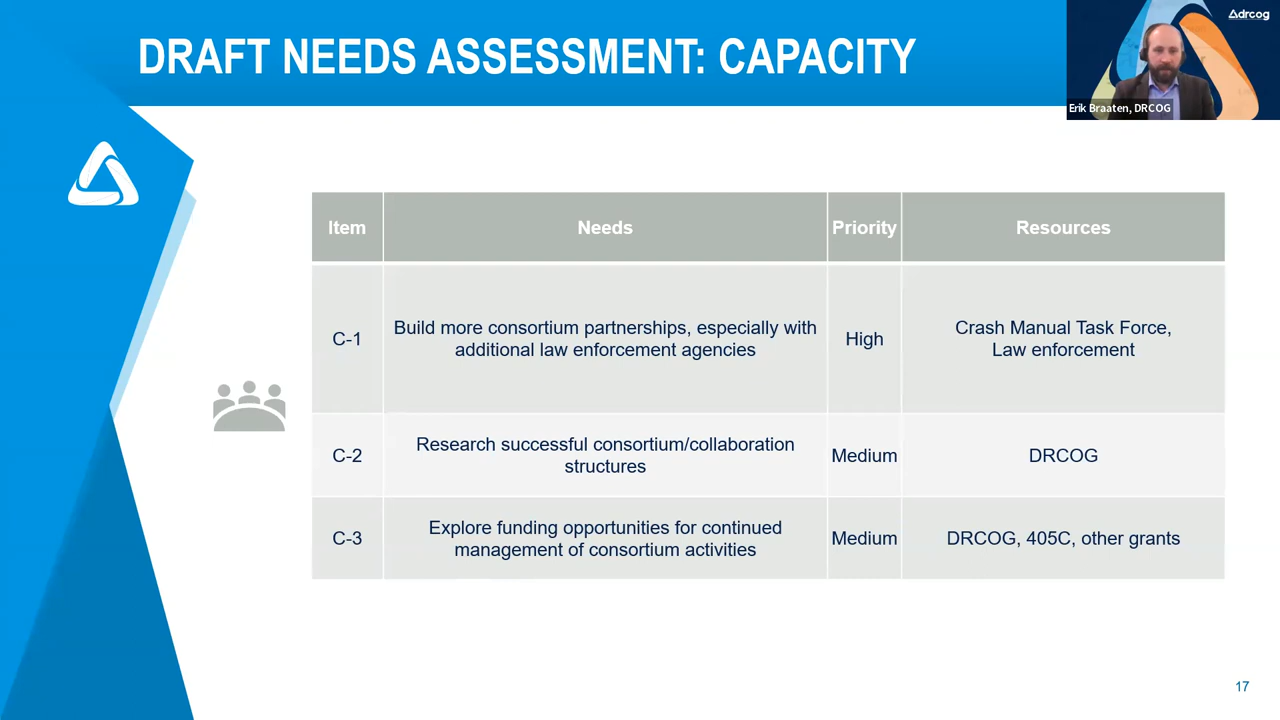 DRAFT NEEDS ASSESSMENT: CAPACITY
drcog
Erik Braaten, DRCOG
Item
Needs
Priority
Resources
C-1
Build more consortium partnerships, especially with
additional law enforcement agencies
High
Crash Manual Task Force,
Law enforcement
C-2
Research successful consortium/collaboration
structures
Medium
DRCOG
C-3
Explore funding opportunities for continued
management of consortium activities
Medium
DRCOG, 405C, other grants
17